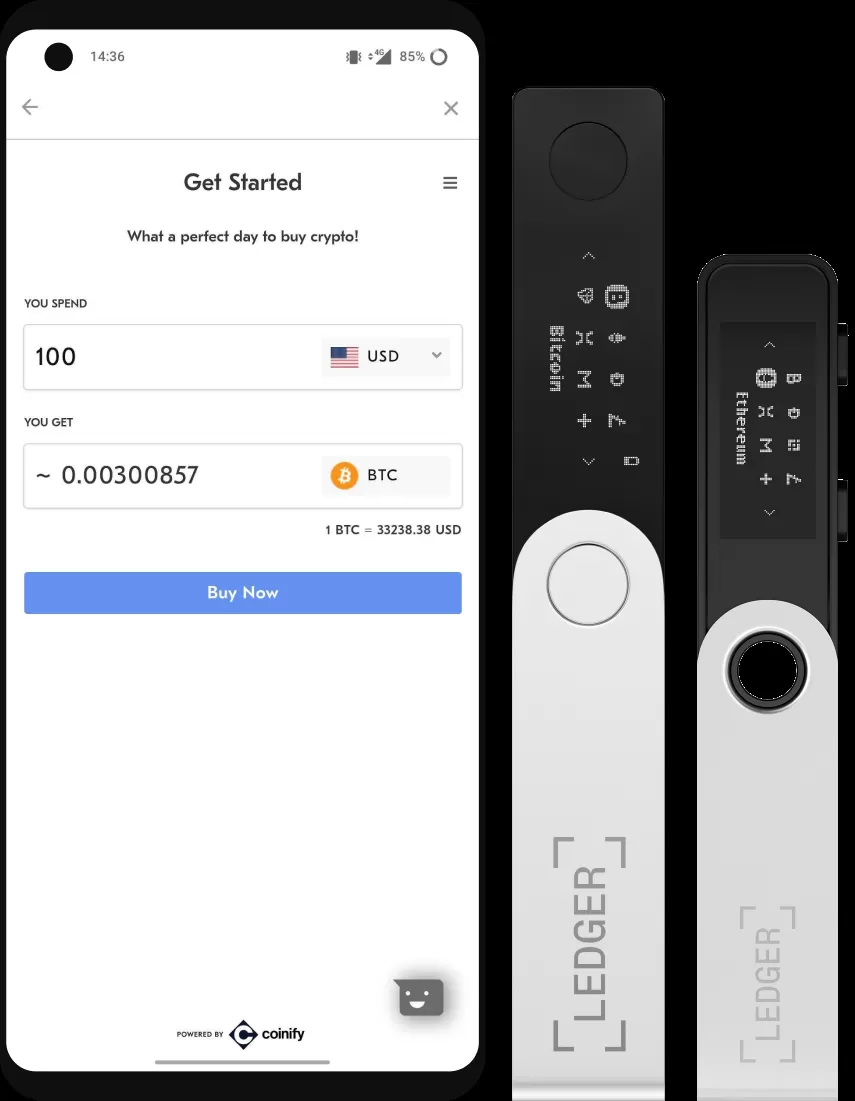 14:36
4G
85%
Get Started
What a perfect day to buy crypto!
YOU SPEND
100
USD
YOU GET
~ 0.00300857
BTC
1 BTC = 33238.38 USD
Buy Now
POWERED BY coinify
Bitcoin
LEDGER
Ethereum
LEDGER